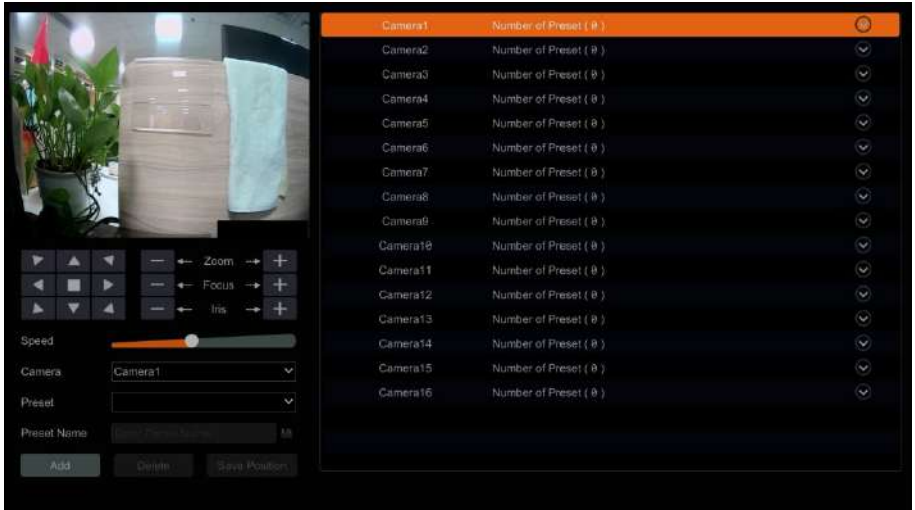 Zoom
Focus
Iris
Speed
Camera Camera1
Preset
Preset Name
Add Delete Save Position
Camera1 Number of Preset ( 0 )
Camera2 Number of Preset ( 0 )
Camera3 Number of Preset ( 0 )
Camera4 Number of Preset ( 0 )
Camera5 Number of Preset ( 0 )
Camera6 Number of Preset ( 0 )
Camera7 Number of Preset ( 0 )
Camera8 Number of Preset ( 0 )
Camera9 Number of Preset ( 0 )
Camera10 Number of Preset ( 0 )
Camera11 Number of Preset ( 0 )
Camera12 Number of Preset ( 0 )
Camera13 Number of Preset ( 0 )
Camera14 Number of Preset ( 0 )
Camera15 Number of Preset ( 0 )
Camera16 Number of Preset ( 0 )